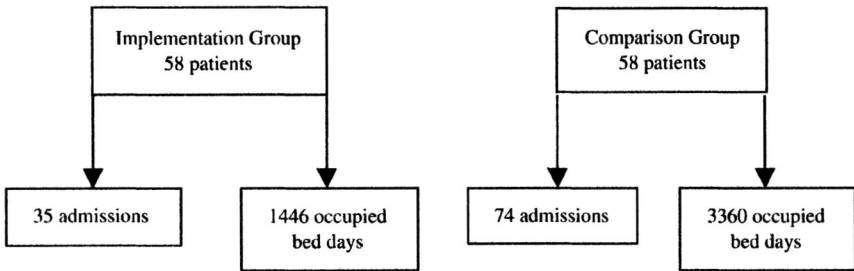 Implementation Group
58 patients
Comparison Group
58 patients
35 admissions
1446 occupied
bed days
74 admissions
3360 occupied
bed days